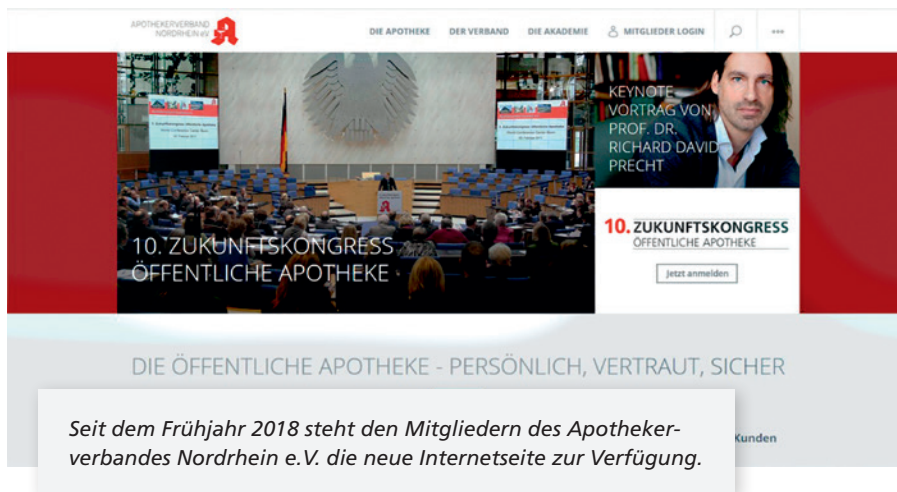 APOTHEKERVERBAND
NORDRHEIN eV
DIE APOTHEKE
DER VERBAND
DIE AKADEMIE
MITGLIEDER LOGIN
KEYNOTE
VORTRAG VON
PROF. DR.
RICHARD DAVID
PRECHT
10. ZUKUNFTSKONGRESS
ÖFFENTLICHE APOTHEKE
10. ZUKUNFTSKONGRESS
ÖFFENTLICHE APOTHEKE
Jetzt anmelden
DIE ÖFFENTLICHE APOTHEKE - PERSÖNLICH, VERTRAUT, SICHER
Kunden
Seit dem Frühjahr 2018 steht den Mitgliedern des Apotheker-
verbandes Nordrhein e.V. die neue Internetseite zur Verfügung.